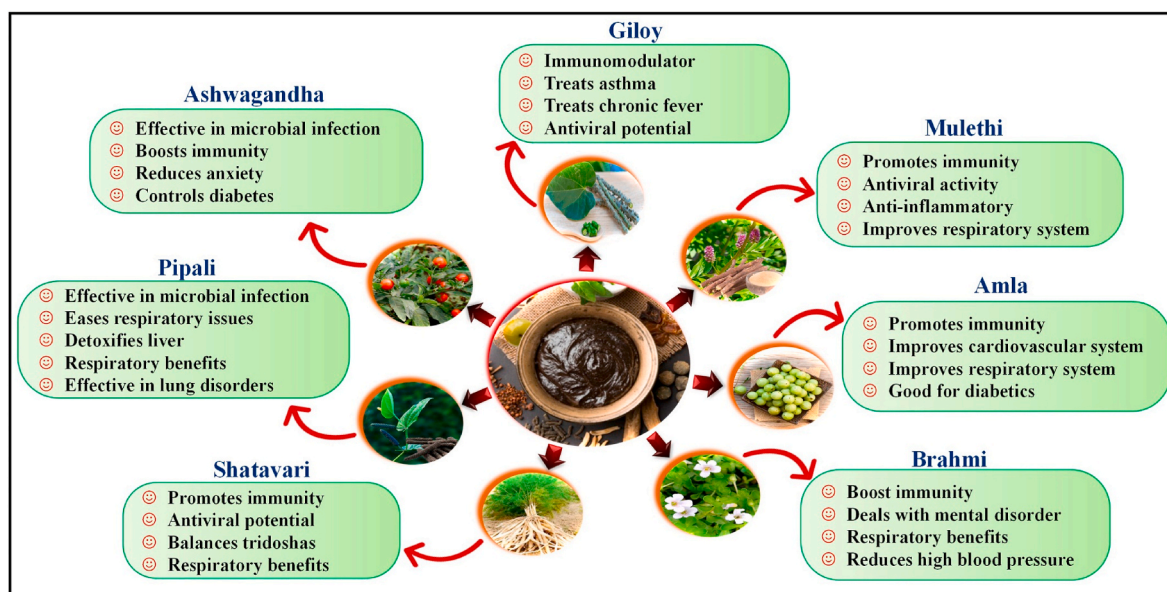 Giloy
Immunomodulator
Treats asthma
Treats chronic fever
Antiviral potential
Ashwagandha
Effective in microbial infection
Boosts immunity
Reduces anxiety
Controls diabetes
Mulethi
Promotes immunity
Antiviral activity
Anti-inflammatory
Improves respiratory system
Pipali
Effective in microbial infection
Eases respiratory issues
Detoxifies liver
Respiratory benefits
Effective in lung disorders
Amla
Promotes immunity
Improves cardiovascular system
Improves respiratory system
Good for diabetics
Shatavari
Promotes immunity
Antiviral potential
Balances tridoshas
Respiratory benefits
Brahmi
Boost immunity
Deals with mental disorder
Respiratory benefits
Reduces high blood pressure